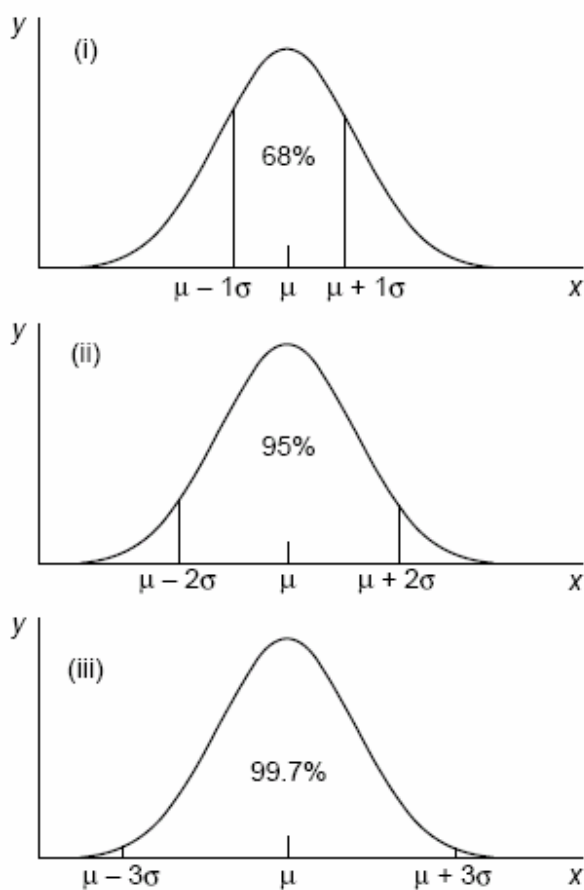 y
(i)
68%
μ – 1σ μ μ + 1σ x
y
(ii)
95%
μ – 2σ μ μ + 2σ x
y
(iii)
99.7%
μ – 3σ μ μ + 3σ x